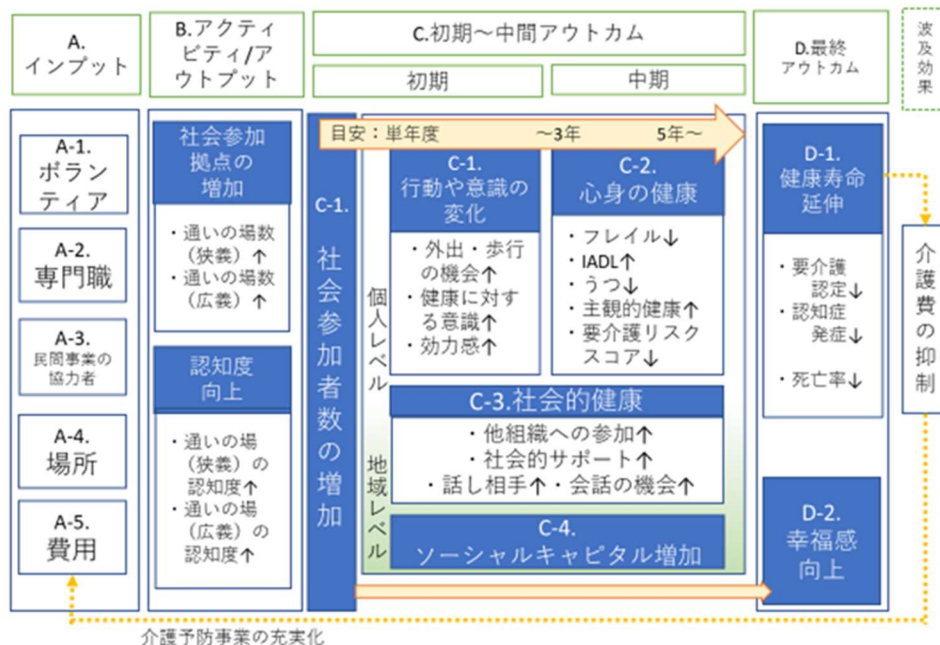 A.
インプット
B.アクティ
ビティ/ア
ウトプット
C.初期～中間アウトカム
初期
中期
D.最終
アウトカム
波
及
効
果
A-1.
ボラン
ティア
A-2.
専門職
A-3.
民間事業の
協力者
A-4.
場所
A-5.
費用
社会参加
拠点の
増加
・通いの場数
（狭義）↑
・通いの場数
（広義）↑
認知度
向上
・通いの場
（狭義）の
認知度↑
・通いの場
（広義）の
認知度↑
C-1.
社会参加者数の増加
目安：単年度 ～3年 5年～
個人レベル
地域レベル
C-1.
行動や意識の
変化
・外出・歩行
の機会↑
・健康に対す
る意識↑
・効力感↑
C-2.
心身の健康
・フレイル↓
・IADL↑
・うつ↓
・主観的健康↑
・要介護リスク
スコア↓
C-3.社会的健康
・他組織への参加↑
・社会的サポート↑
・話し相手↑・会話の機会↑
C-4.
ソーシャルキャピタル増加
D-1.
健康寿命
延伸
・要介護
認定↓
・認知症
発症↓
・死亡率↓
D-2.
幸福感
向上
介護費の抑制
介護予防事業の充実化